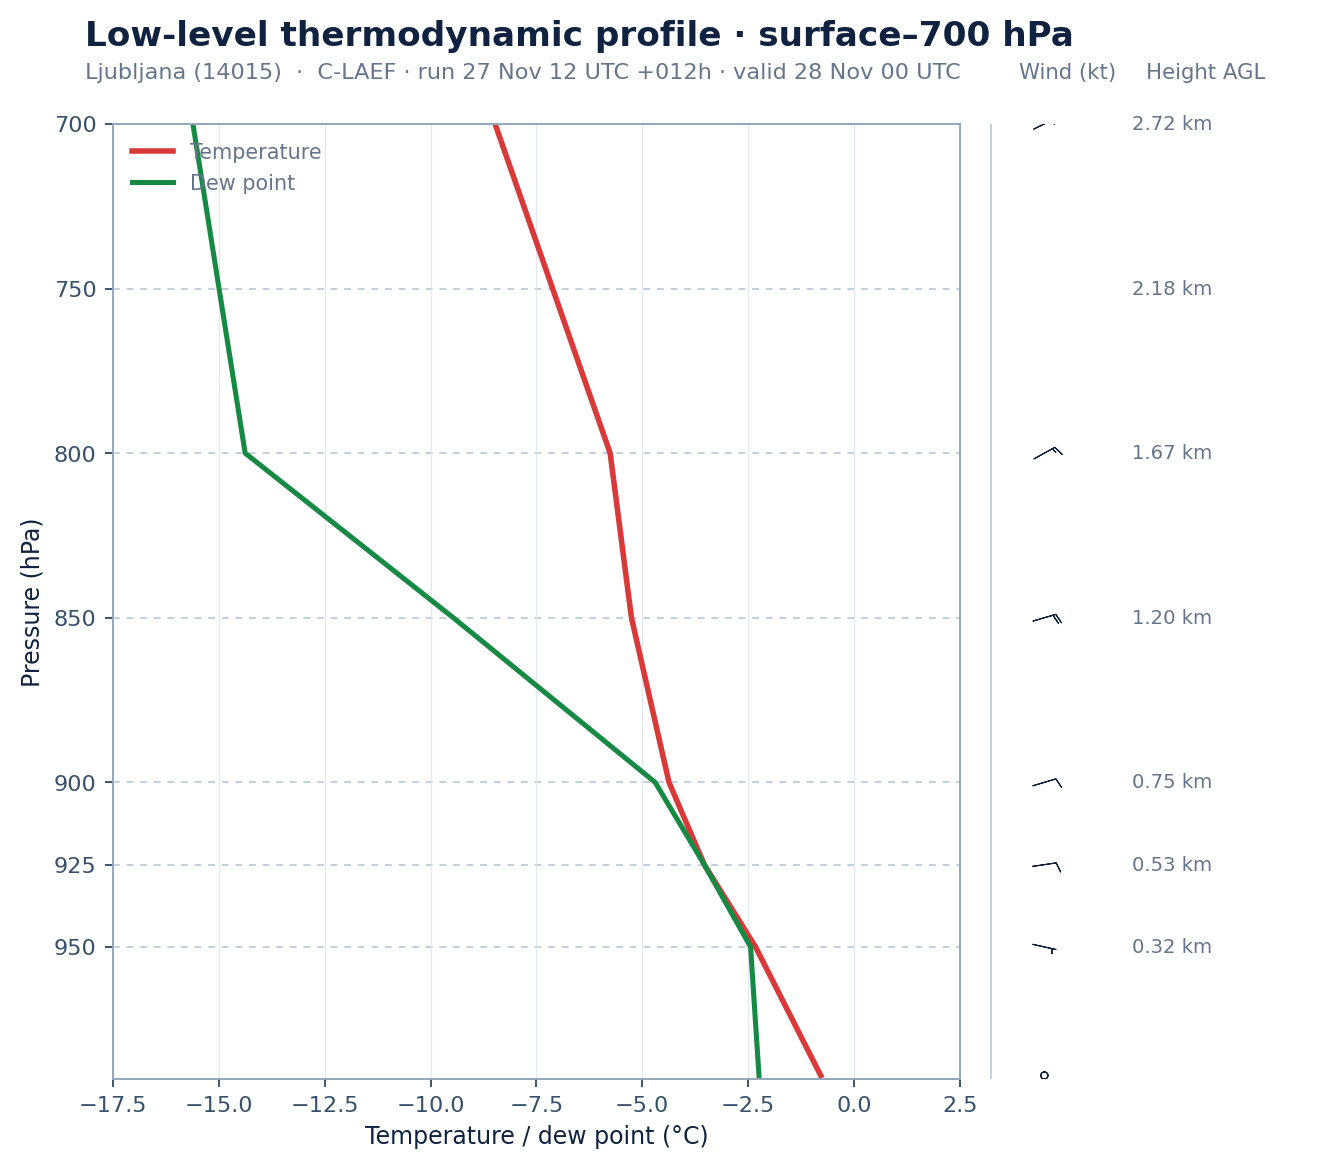 Low-level thermodynamic profile · surface–700 hPa
Ljubljana (14015) · C-LAEF · run 27 Nov 12 UTC +012h · valid 28 Nov 00 UTC
Wind (kt) Height AGL
700 2.72 km
Temperature
Dew point
750 2.18 km
800 1.67 km
850 1.20 km
900 0.75 km
925 0.53 km
950 0.32 km
Pressure (hPa)
−17.5 −15.0 −12.5 −10.0 −7.5 −5.0 −2.5 0.0 2.5
Temperature / dew point (°C)